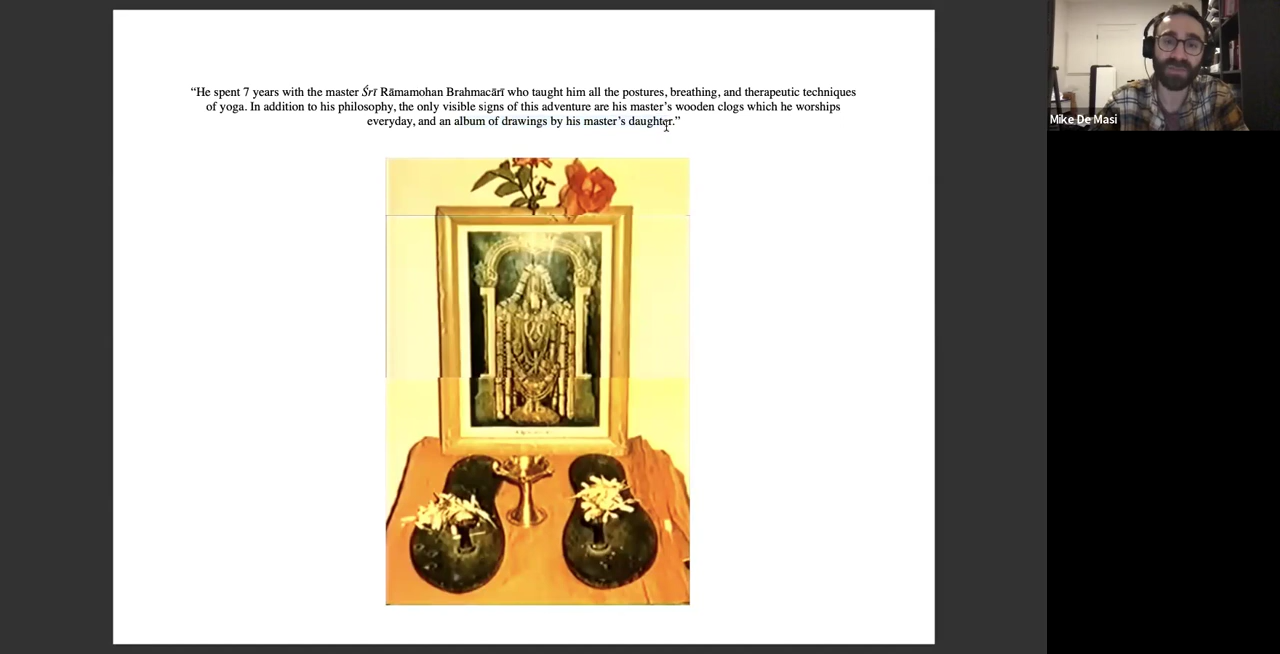 “He spent 7 years with the master Śrī Rāmamohan Brahmacārī who taught him all the postures, breathing, and therapeutic techniques
of yoga. In addition to his philosophy, the only visible signs of this adventure are his master’s wooden clogs which he worships
everyday, and an album of drawings by his master’s daughter.”
Mike De Masi